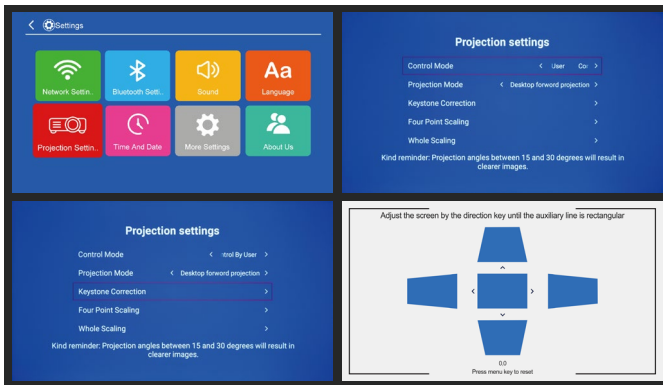 Settings
Network Settin..
Bluetooth Setti..
Sound
Aa
Language
Projection Settin..
Time And Date
More Settings
About Us
Projection settings
Control Mode < User Cor >
Projection Mode < Desktop forword projection >
Keystone Correction >
Four Point Scaling >
Whole Scaling >
Kind reminder: Projection angles between 15 and 30 degrees will result in
clearer images.
Projection settings
Control Mode < ntrol By User >
Projection Mode < Desktop forword projection >
Keystone Correction >
Four Point Scaling >
Whole Scaling >
Kind reminder: Projection angles between 15 and 30 degrees will result in
clearer images.
Adjust the screen by the direction key until the auxiliary line is rectangular
0.0
Press menu key to reset